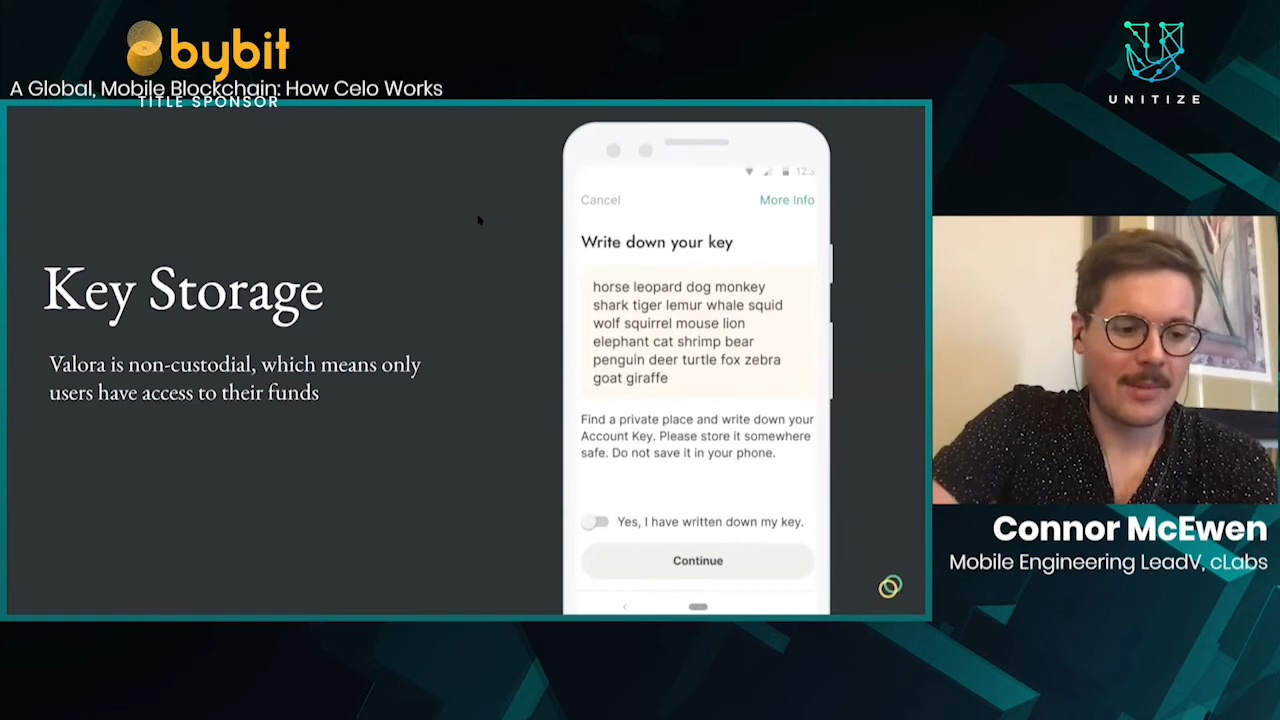 bybit
A Global, Mobile Blockchain: How Celo Works
TITLE SPONSOR
UNITIZE
Key Storage
Valora is non-custodial, which means only
users have access to their funds
Cancel
More Info
Write down your key
horse leopard dog monkey
shark tiger lemur whale squid
wolf squirrel mouse lion
elephant cat shrimp bear
penguin deer turtle fox zebra
goat giraffe
Find a private place and write down your
Account Key. Please store it somewhere
safe. Do not save it in your phone.
Yes, I have written down my key.
Continue
Connor McEwen
Mobile Engineering LeadV, cLabs